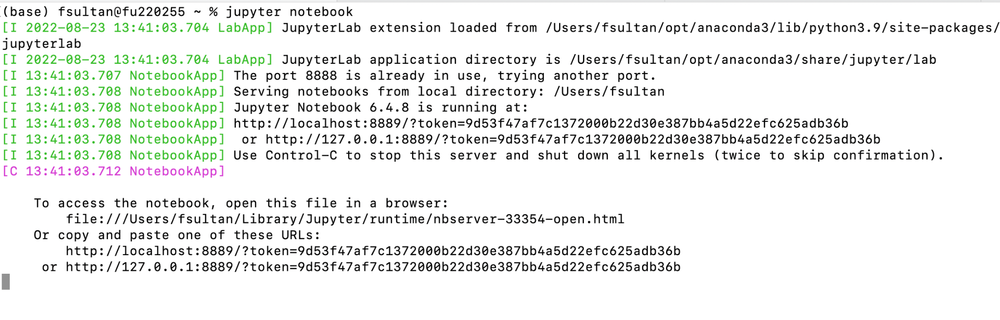 (base) fsultan@fu220255 ~ % jupyter notebook
[I 2022-08-23 13:41:03.704 LabApp] JupyterLab extension loaded from /Users/fsultan/opt/anaconda3/lib/python3.9/site-packages/
jupyterlab
[I 2022-08-23 13:41:03.704 LabApp] JupyterLab application directory is /Users/fsultan/opt/anaconda3/share/jupyter/lab
[I 13:41:03.707 NotebookApp] The port 8888 is already in use, trying another port.
[I 13:41:03.708 NotebookApp] Serving notebooks from local directory: /Users/fsultan
[I 13:41:03.708 NotebookApp] Jupyter Notebook 6.4.8 is running at:
[I 13:41:03.708 NotebookApp] http://localhost:8889/?token=9d53f47af7c1372000b22d30e387bb4a5d22efc625adb36b
[I 13:41:03.708 NotebookApp]  or http://127.0.0.1:8889/?token=9d53f47af7c1372000b22d30e387bb4a5d22efc625adb36b
[I 13:41:03.708 NotebookApp] Use Control-C to stop this server and shut down all kernels (twice to skip confirmation).
[C 13:41:03.712 NotebookApp]
    To access the notebook, open this file in a browser:
        file:///Users/fsultan/Library/Jupyter/runtime/nbserver-33354-open.html
    Or copy and paste one of these URLs:
        http://localhost:8889/?token=9d53f47af7c1372000b22d30e387bb4a5d22efc625adb36b
     or http://127.0.0.1:8889/?token=9d53f47af7c1372000b22d30e387bb4a5d22efc625adb36b